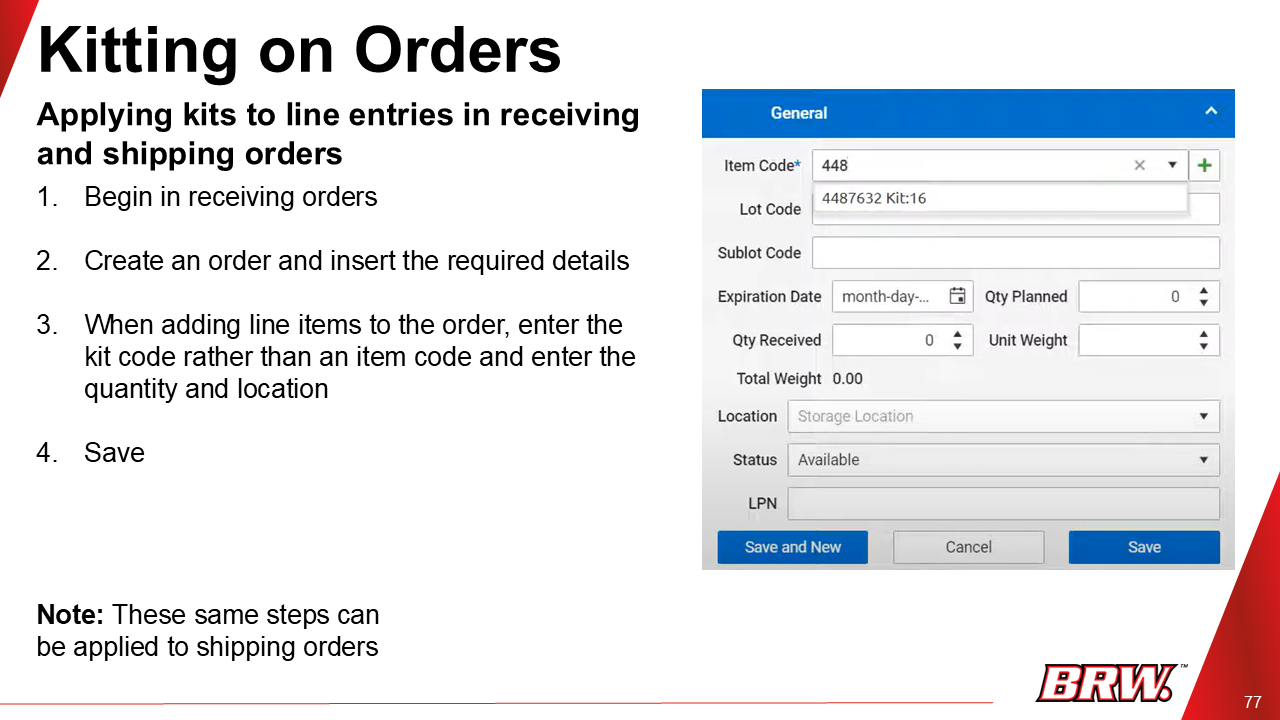 Kitting on Orders
Applying kits to line entries in receiving
and shipping orders
1. Begin in receiving orders
2. Create an order and insert the required details
3. When adding line items to the order, enter the
kit code rather than an item code and enter the
quantity and location
4. Save
Note: These same steps can
be applied to shipping orders
General
Item Code* 448
4487632 Kit:16
Lot Code
Sublot Code
Expiration Date month-day-... Qty Planned 0
Qty Received 0 Unit Weight
Total Weight 0.00
Location Storage Location
Status Available
LPN
Save and New Cancel Save
BRW.™
77